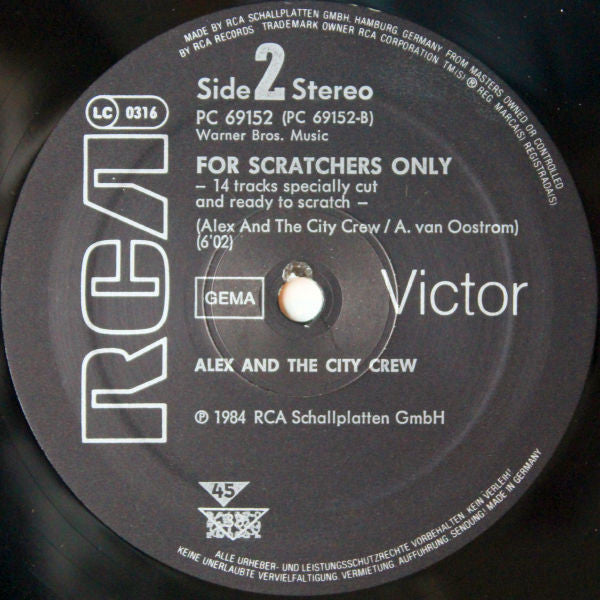 MADE BY RCA SCHALLPLATTEN GMBH. HAMBURG, GERMANY FROM MASTERS OWNED OR CONTROLLED
BY RCA RECORDS TRADEMARK OWNER RCA CORPORATION TM(S) ® REG. MARCA(S) REGISTRADA(S)
Side 2 Stereo
LC 0316
PC 69152 (PC 69152-B)
Warner Bros. Music
RCA
FOR SCRATCHERS ONLY
– 14 tracks specially cut
and ready to scratch –
(Alex And The City Crew / A. van Oostrom)
(6'02)
GEMA
Victor
ALEX AND THE CITY CREW
℗ 1984 RCA Schallplatten GmbH
45
ALLE URHEBER- UND LEISTUNGSSCHUTZRECHTE VORBEHALTEN. KEIN VERLEIH!
KEINE UNERLAUBTE VERVIELFÄLTIGUNG. VERMIETUNG. AUFFÜHRUNG. SENDUNG! MADE IN GERMANY